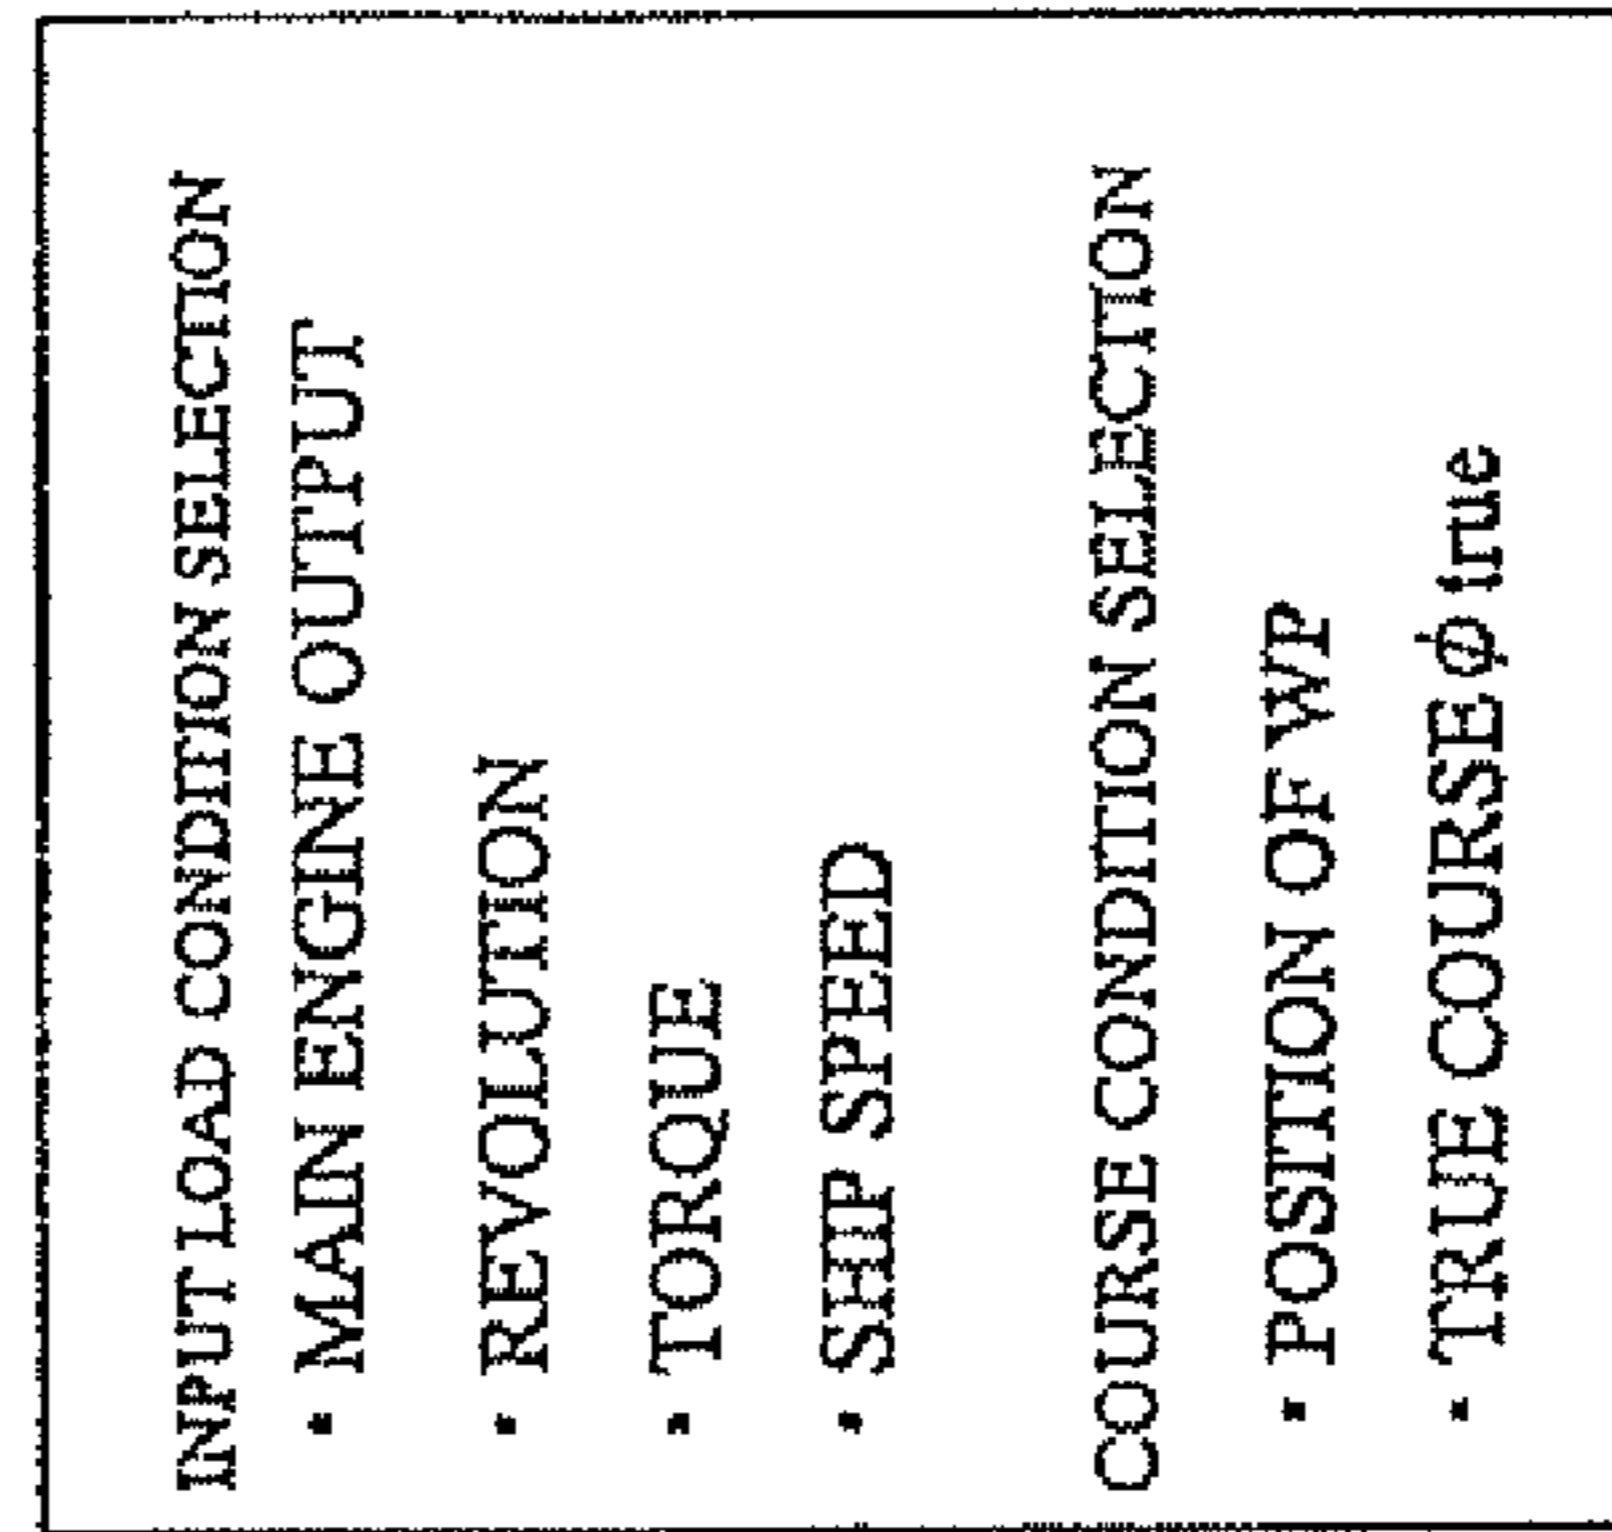 INPUT LOAD CONDITION SELECTION
• MAIN ENGINE OUTPUT
• REVOLUTION
• TORQUE
• SHIP SPEED
COURSE CONDITION SELECTION
• POSITION OF WP
• TRUE COURSE ϕ true